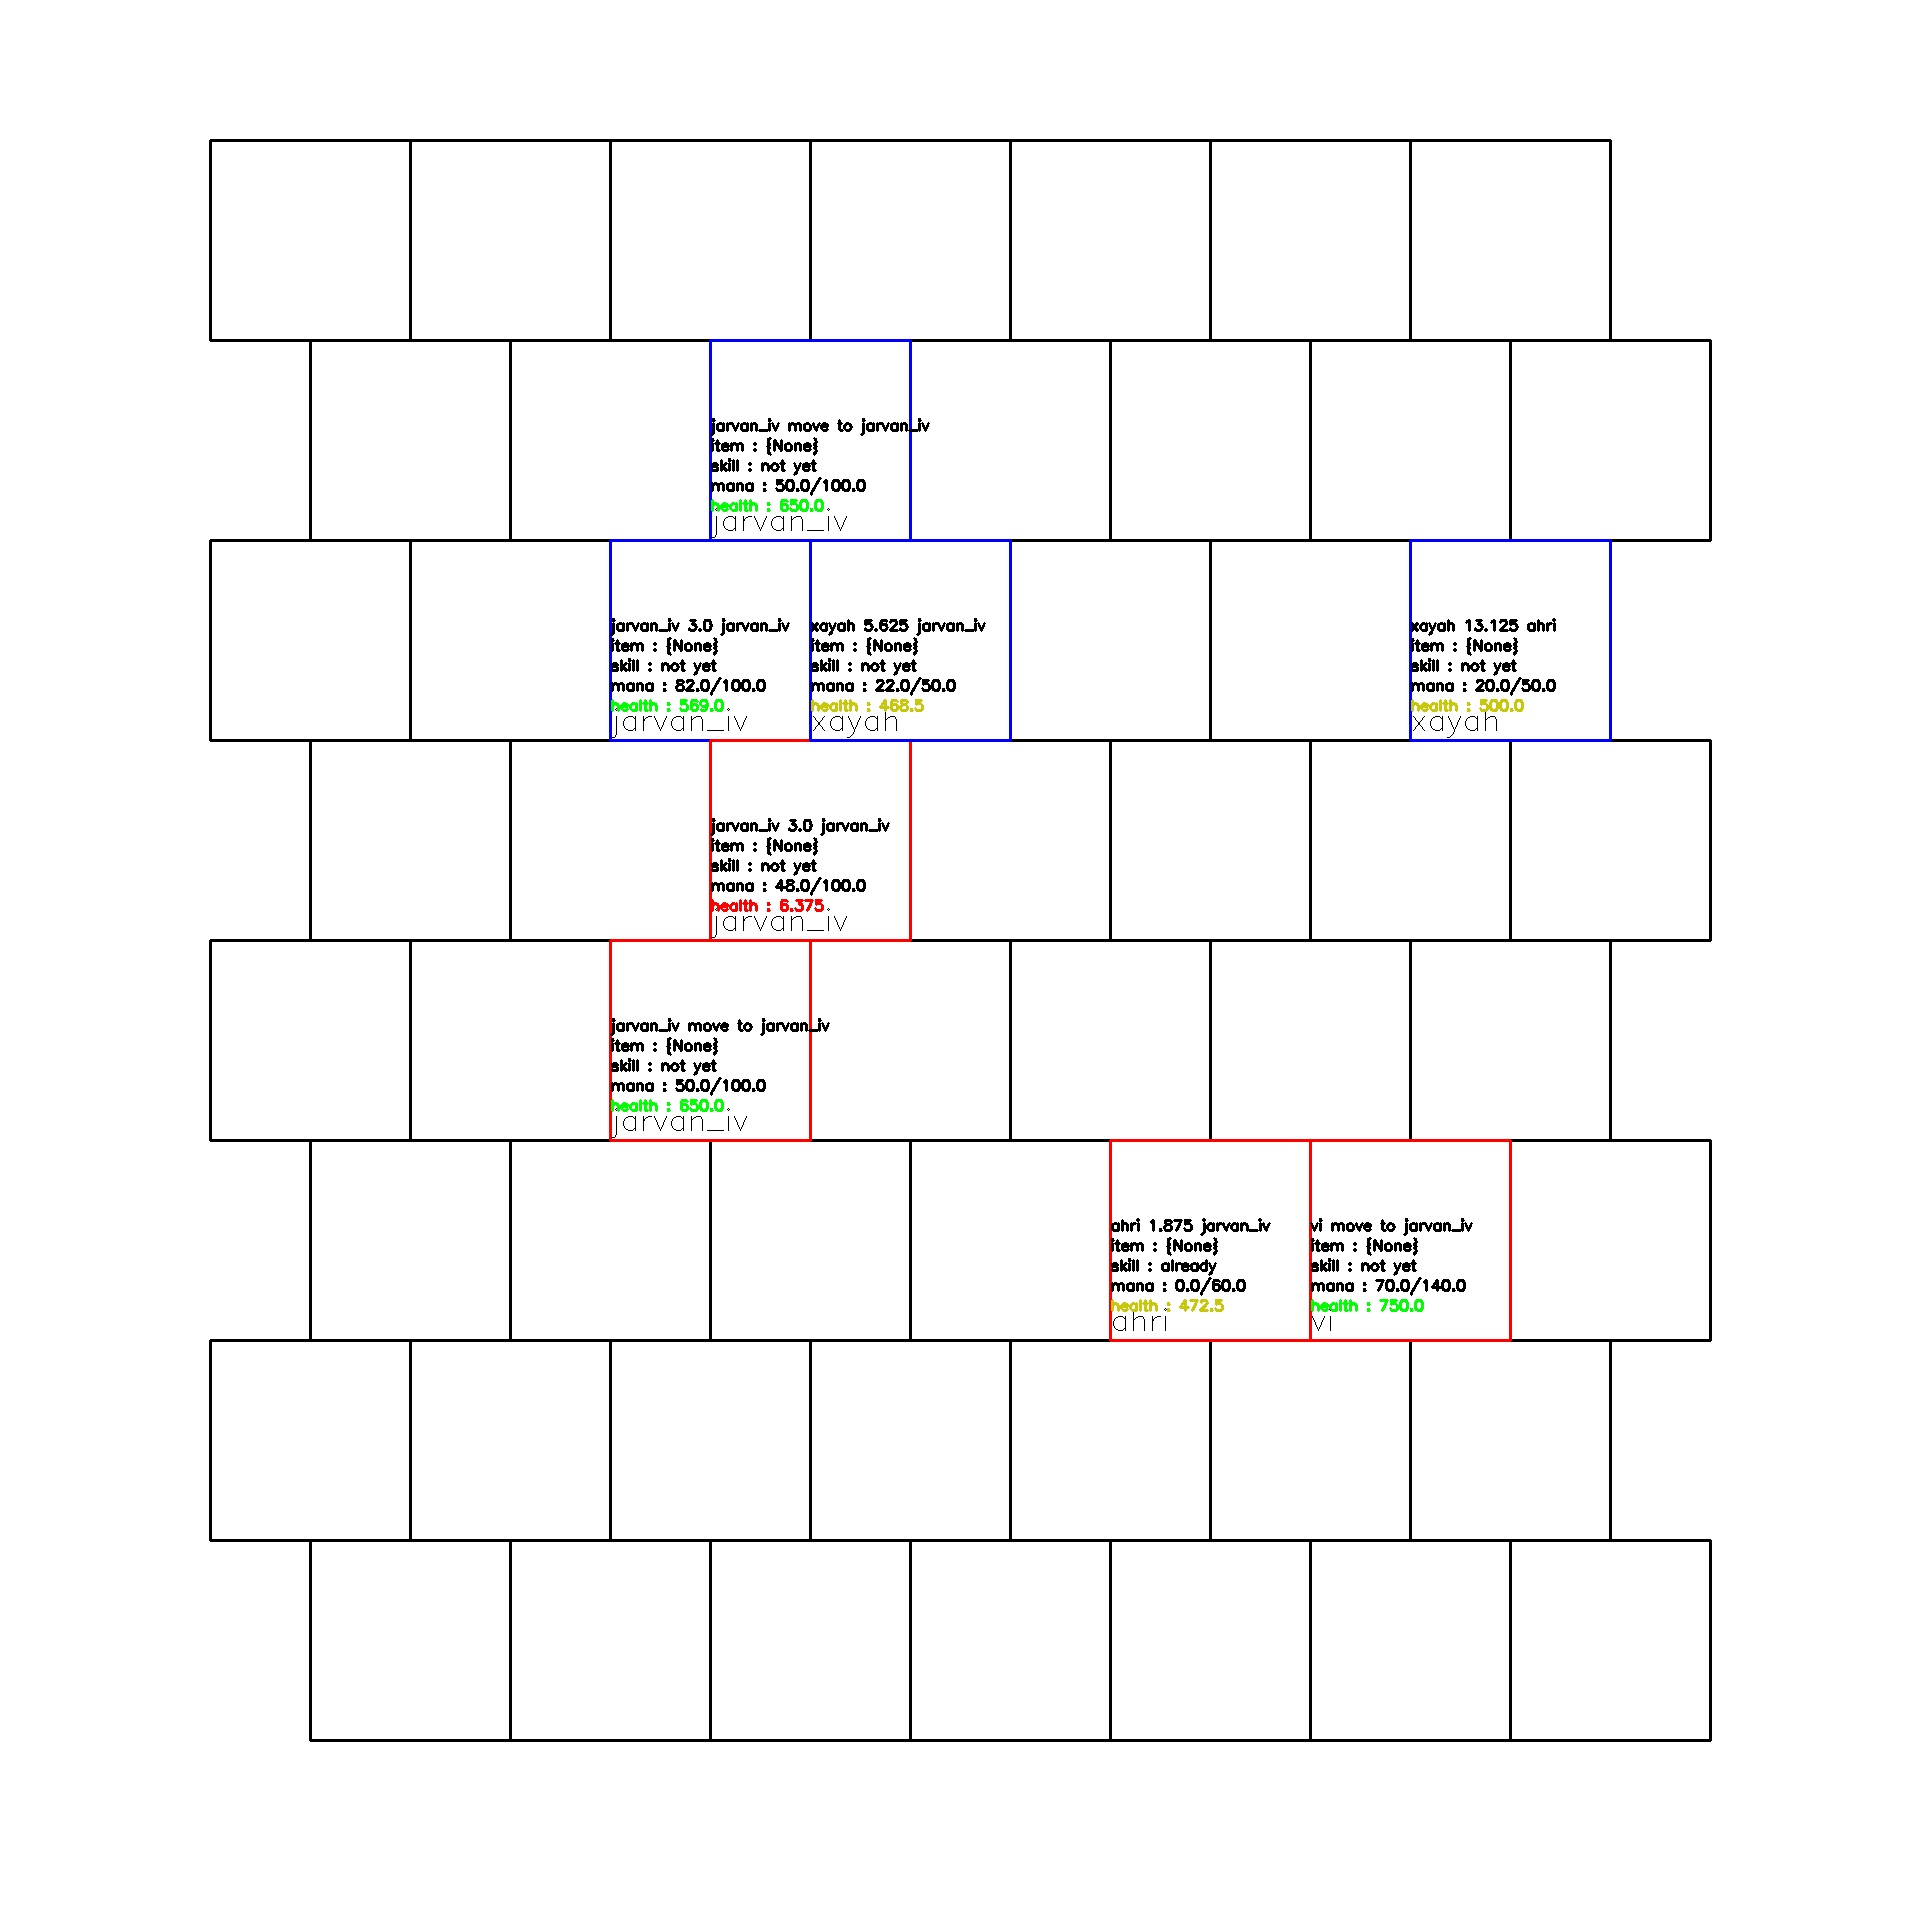 jarvan_iv move to jarvan_iv
item : {None}
skill : not yet
mana : 50.0/100.0
health : 650.0
jarvan_iv
jarvan_iv 3.0 jarvan_iv
item : {None}
skill : not yet
mana : 82.0/100.0
health : 569.0
jarvan_iv
xayah 5.625 jarvan_iv
item : {None}
skill : not yet
mana : 22.0/50.0
health : 468.5
xayah
xayah 13.125 ahri
item : {None}
skill : not yet
mana : 20.0/50.0
health : 500.0
xayah
jarvan_iv 3.0 jarvan_iv
item : {None}
skill : not yet
mana : 48.0/100.0
health : 6.375
jarvan_iv
jarvan_iv move to jarvan_iv
item : {None}
skill : not yet
mana : 50.0/100.0
health : 650.0
jarvan_iv
ahri 1.875 jarvan_iv
item : {None}
skill : already
mana : 0.0/60.0
health : 472.5
ahri
vi move to jarvan_iv
item : {None}
skill : not yet
mana : 70.0/140.0
health : 750.0
vi